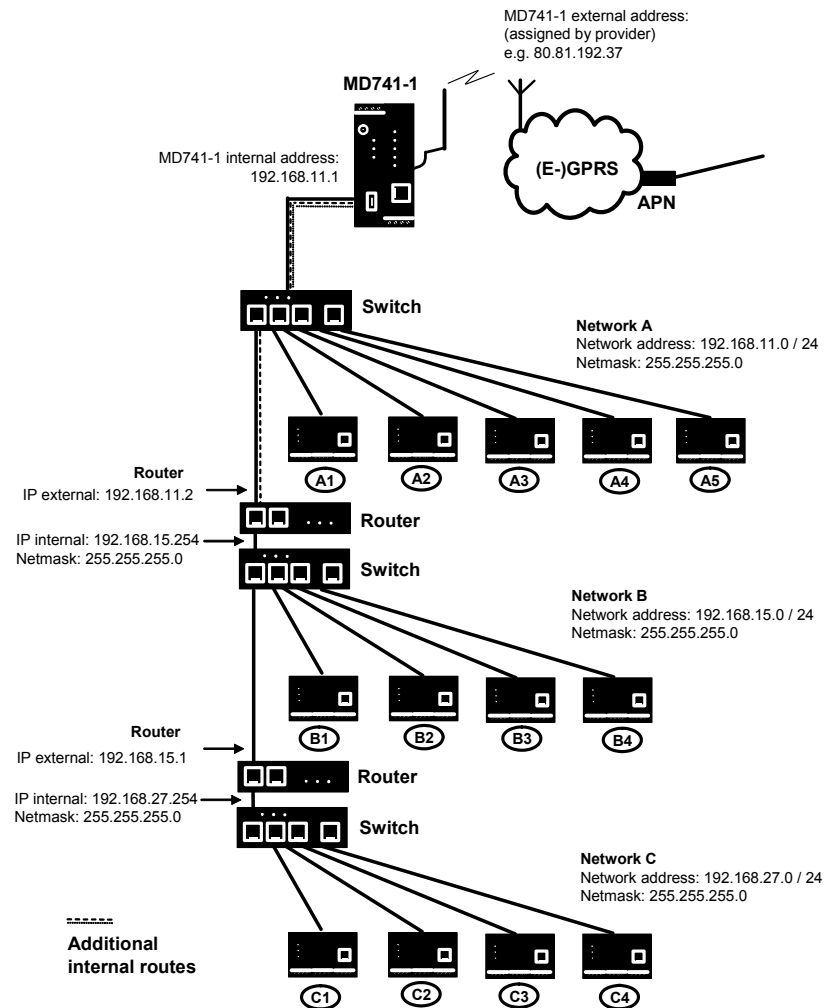 MD741-1 external address:
(assigned by provider)
e.g. 80.81.192.37
MD741-1
MD741-1 internal address:
192.168.11.1
(E-)GPRS
APN
Switch
Network A
Network address: 192.168.11.0 / 24
Netmask: 255.255.255.0
A1
A2
A3
A4
A5
Router
IP external: 192.168.11.2
Router
IP internal: 192.168.15.254
Netmask: 255.255.255.0
Switch
Network B
Network address: 192.168.15.0 / 24
Netmask: 255.255.255.0
B1
B2
B3
B4
Router
IP external: 192.168.15.1
Router
IP internal: 192.168.27.254
Netmask: 255.255.255.0
Switch
Network C
Network address: 192.168.27.0 / 24
Netmask: 255.255.255.0
Additional
internal routes
C1
C2
C3
C4